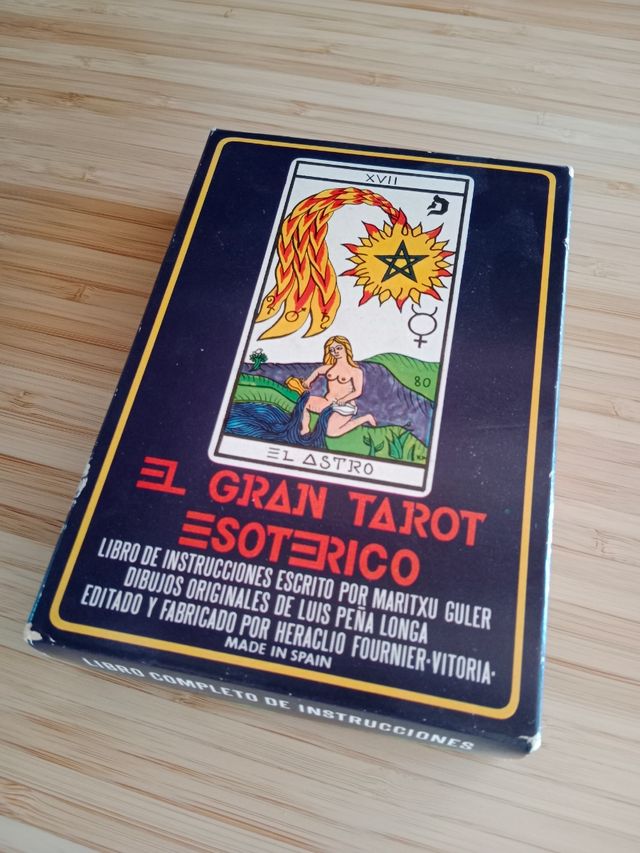 XVII
80
EL ASTRO
EL GRAN TAROT
ESOTERICO
LIBRO DE INSTRUCCIONES ESCRITO POR MARITXU GULER
DIBUJOS ORIGINALES DE LUIS PEÑA LONGA
EDITADO Y FABRICADO POR HERACLIO FOURNIER·VITORIA·
MADE IN SPAIN
LIBRO COMPLETO DE INSTRUCCIONES